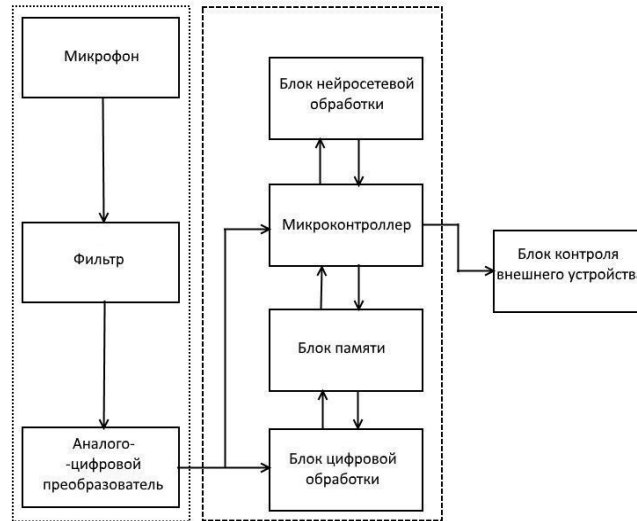 Микрофон
Фильтр
Аналого-
-цифровой
преобразователь
Блок нейросетевой
обработки
Микроконтроллер
Блок памяти
Блок цифровой
обработки
Блок контроля
внешнего устройства